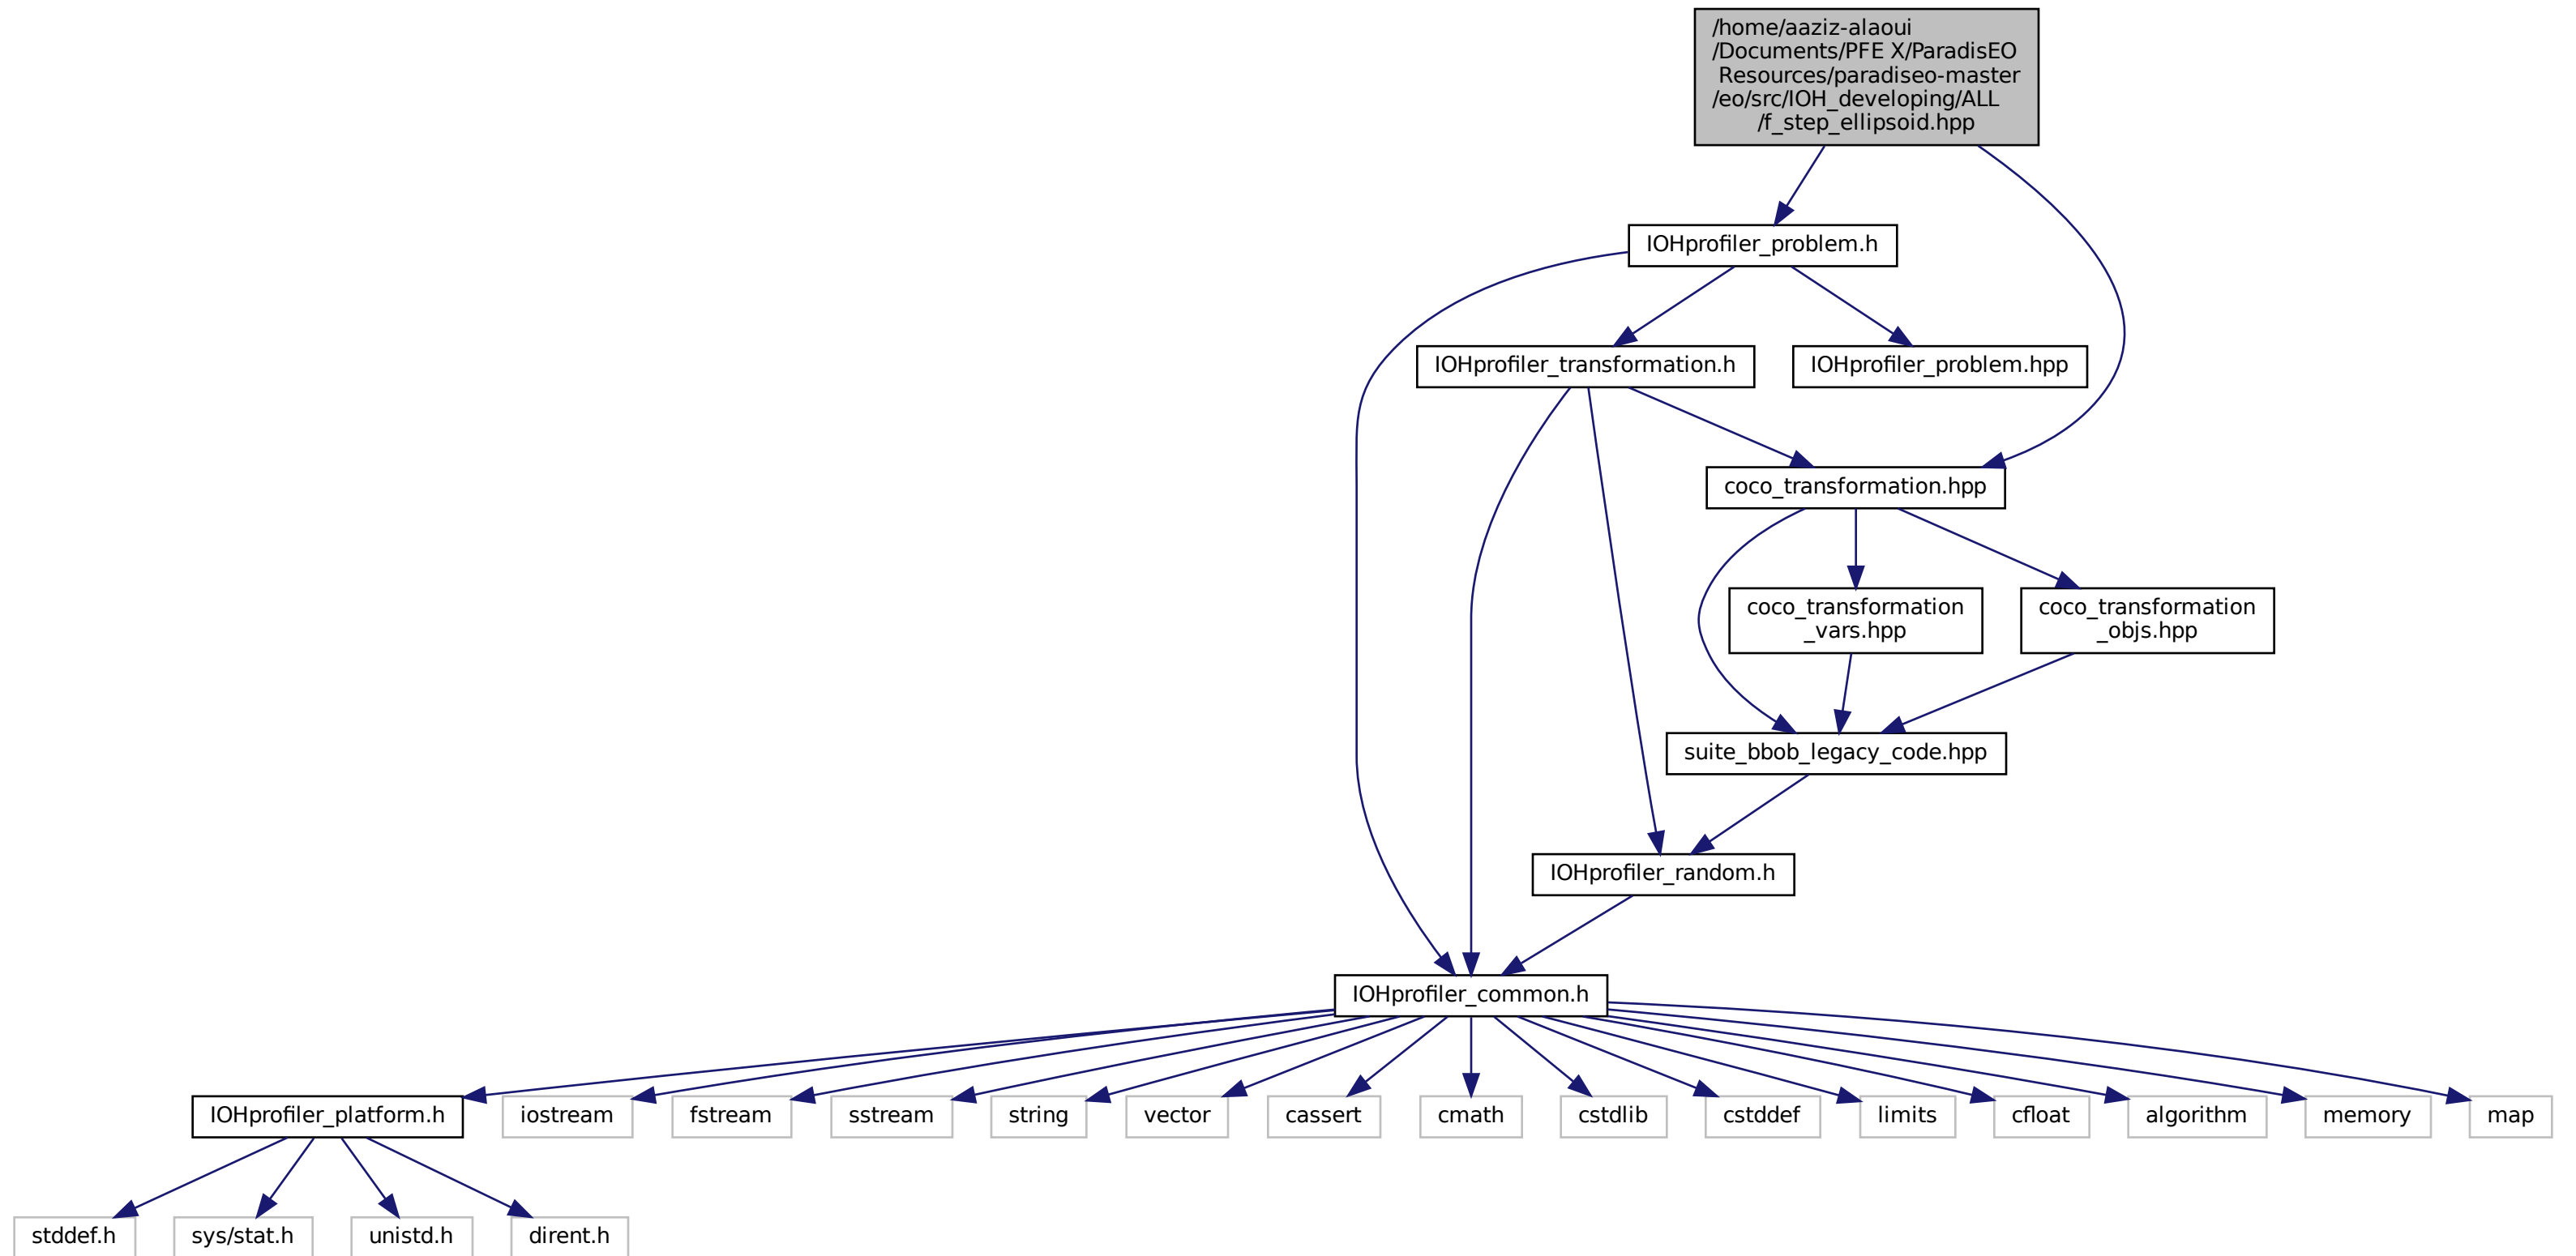 /home/aaziz-alaoui
/Documents/PFE X/ParadisEO
Resources/paradiseo-master
/eo/src/IOH_developing/ALL
/f_step_ellipsoid.hpp
IOHprofiler_problem.h
IOHprofiler_transformation.h
IOHprofiler_problem.hpp
coco_transformation.hpp
coco_transformation
_vars.hpp
coco_transformation
_objs.hpp
suite_bbob_legacy_code.hpp
IOHprofiler_random.h
IOHprofiler_common.h
IOHprofiler_platform.h
iostream
fstream
sstream
string
vector
cassert
cmath
cstdlib
cstddef
limits
cfloat
algorithm
memory
map
stddef.h
sys/stat.h
unistd.h
dirent.h